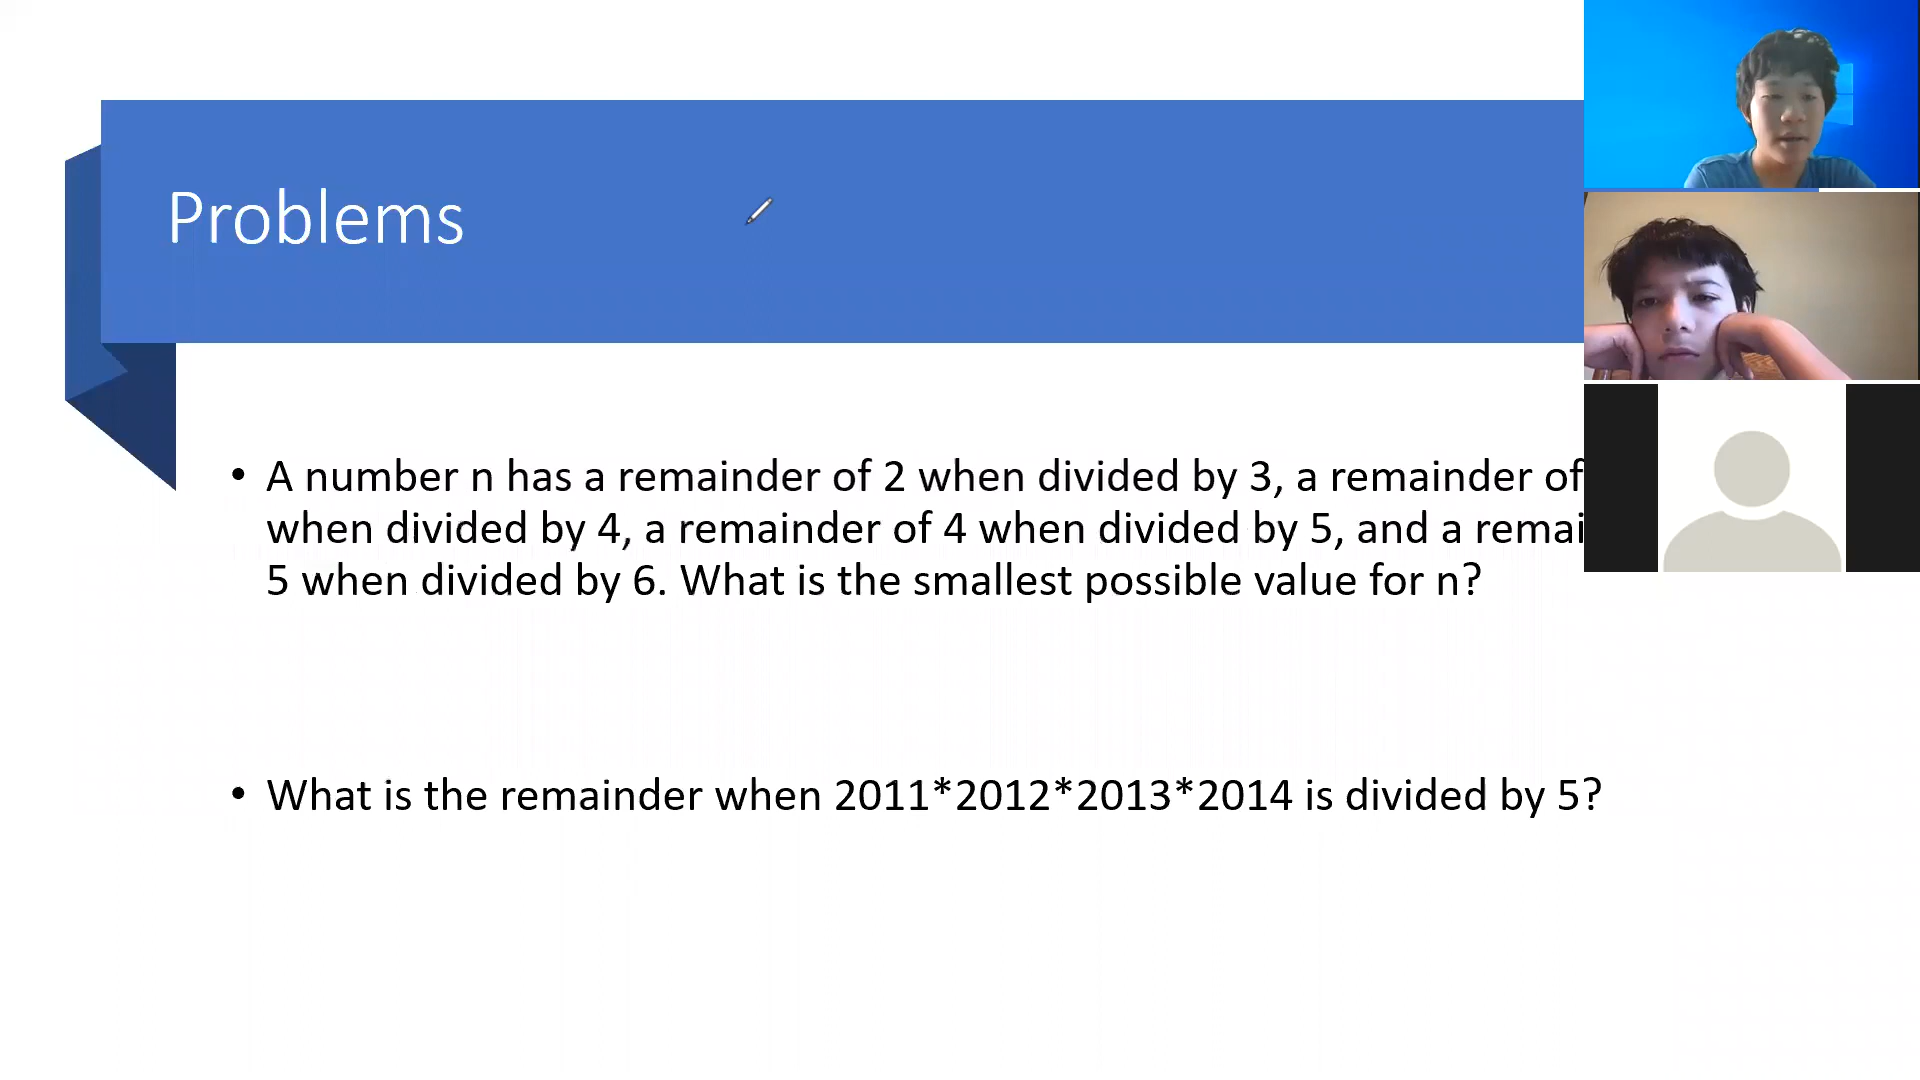 Problems
• A number n has a remainder of 2 when divided by 3, a remainder of
when divided by 4, a remainder of 4 when divided by 5, and a
5 when divided by 6. What is the smallest possible value for n?
• What is the remainder when 2011*2012*2013*2014 is divided by 5?